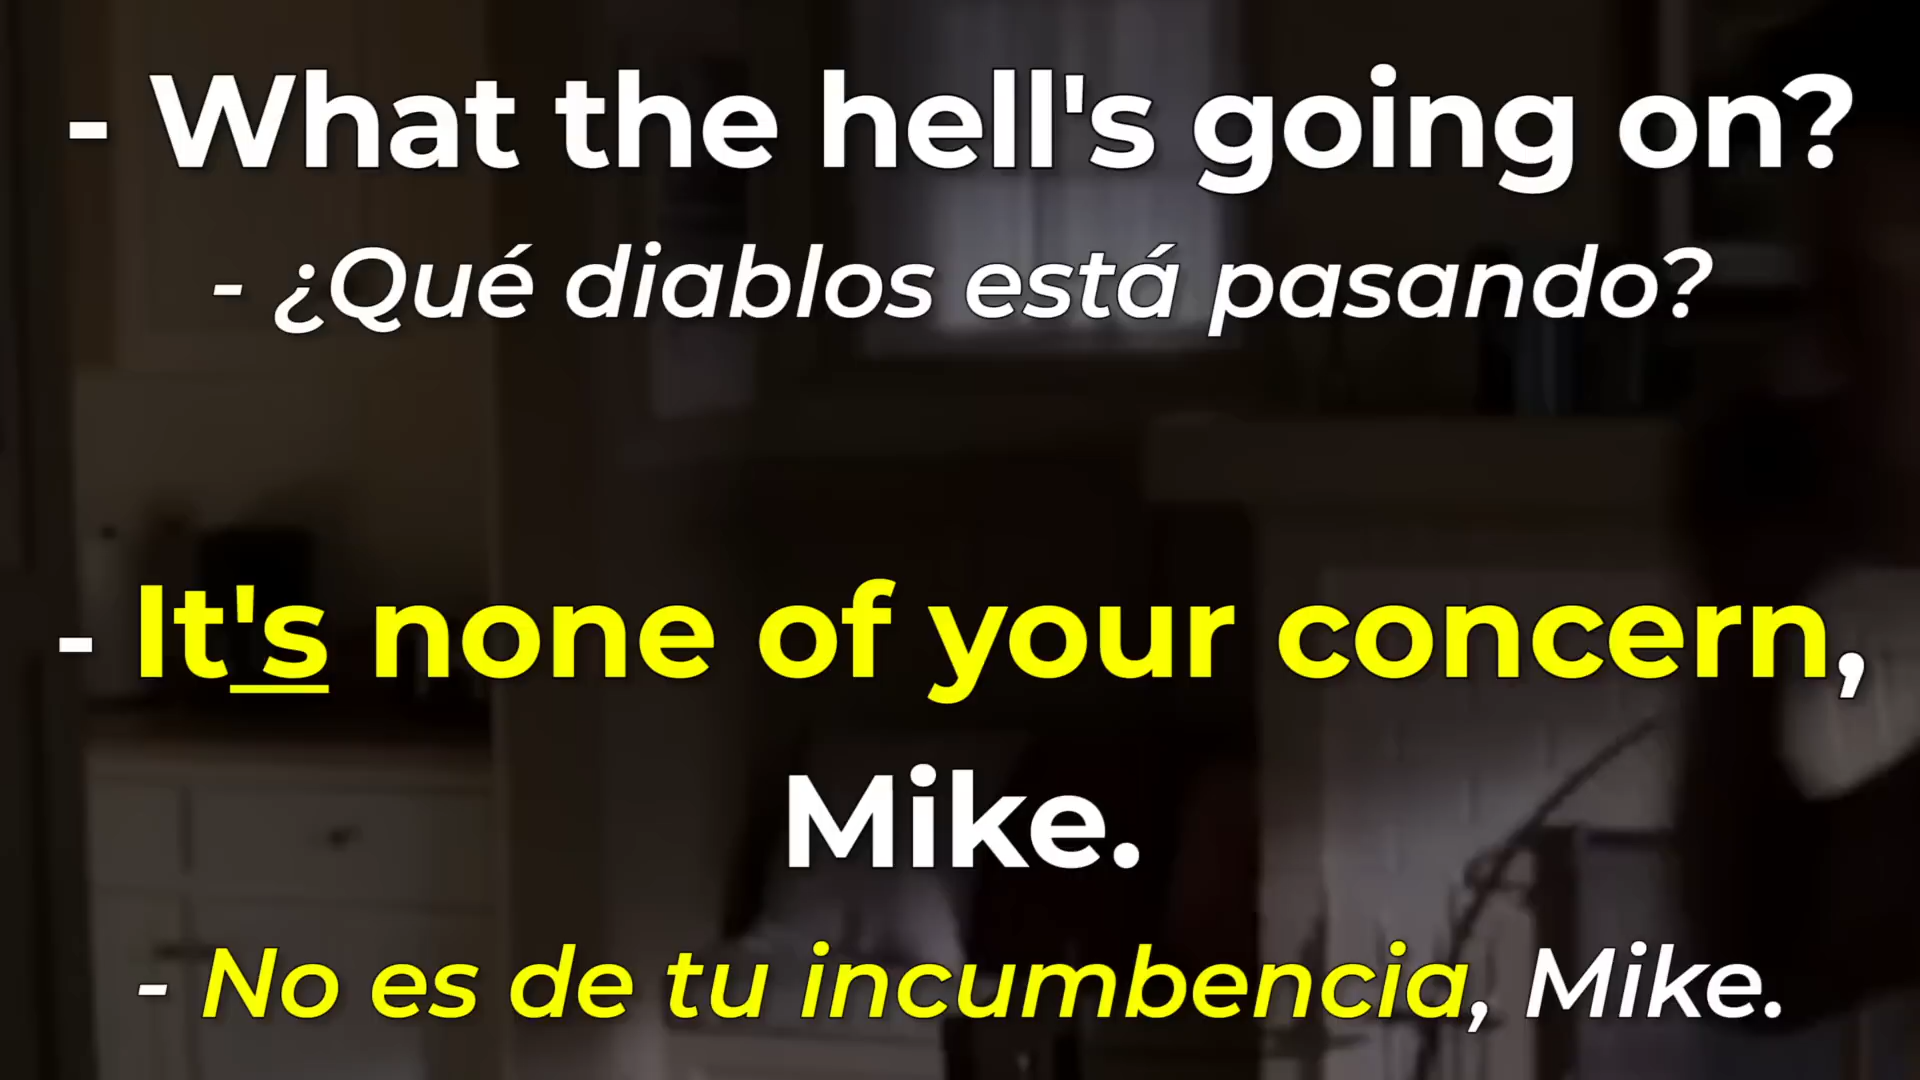 - What the hell's going on?
- ¿Qué diablos está pasando?
- It's none of your concern,
Mike.
- No es de tu incumbencia, Mike.